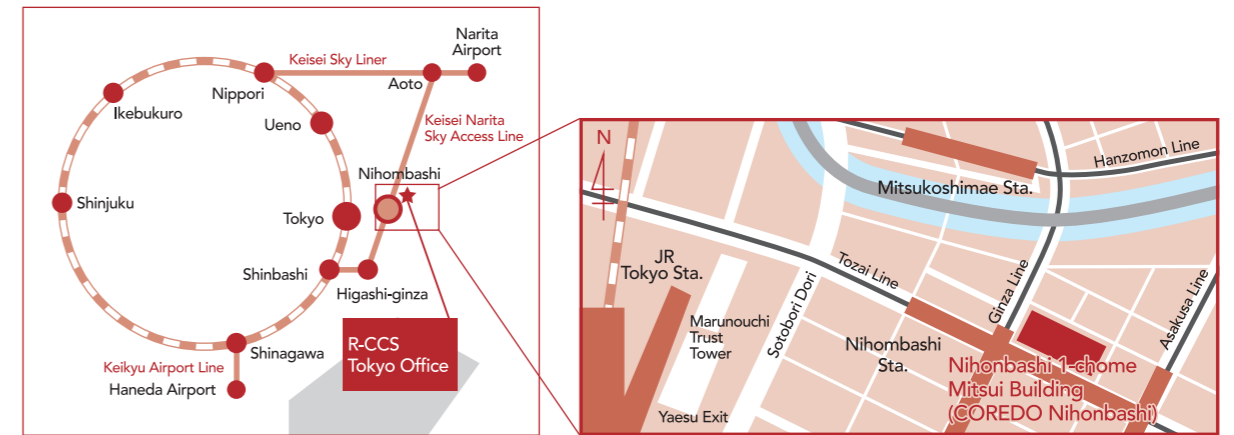 Narita
Airport
Keisei Sky Liner
Aoto
Nippori
Ikebukuro
Ueno
Keisei Narita
Sky Access Line
Nihombashi
Shinjuku
Tokyo
Shinbashi
Higashi-ginza
R-CCS
Tokyo Office
Shinagawa
Keikyu Airport Line
Haneda Airport
N
Hanzomon Line
Mitsukoshimae Sta.
JR
Tokyo Sta.
Tozai Line
Ginza Line
Asakusa Line
Sotobori Dori
Marunouchi
Trust
Tower
Nihombashi
Sta.
Nihonbashi 1-chome
Mitsui Building
(COREDO Nihonbashi)
Yaesu Exit